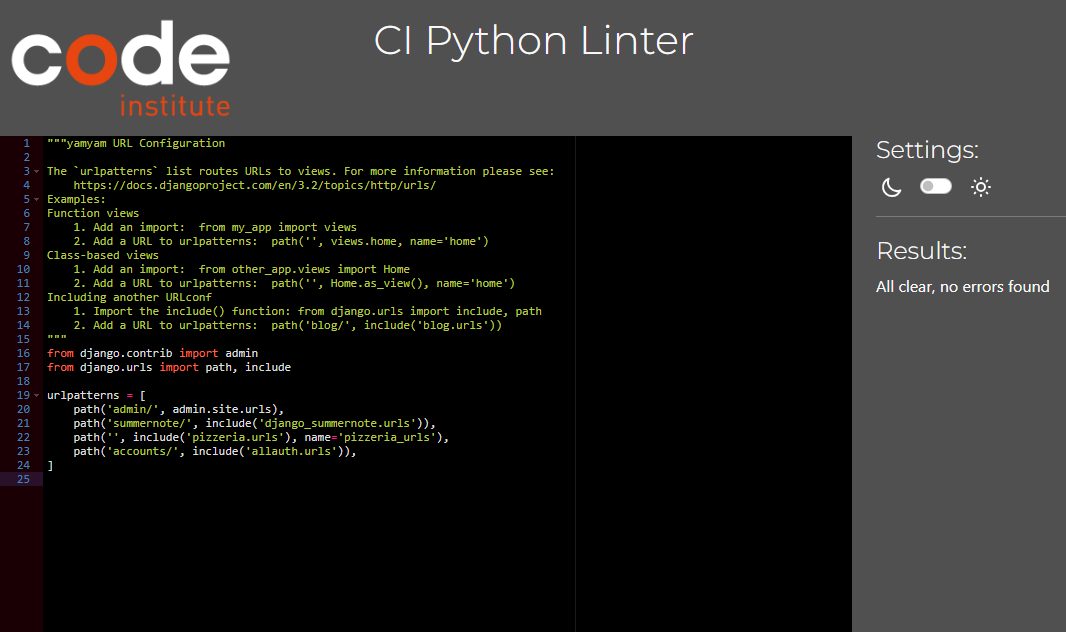 code
institute
CI Python Linter
1 """yamyam URL Configuration
2
3 The `urlpatterns` list routes URLs to views. For more information please see:
4     https://docs.djangoproject.com/en/3.2/topics/http/urls/
5 Examples:
6 Function views
7     1. Add an import:  from my_app import views
8     2. Add a URL to urlpatterns:  path('', views.home, name='home')
9 Class-based views
10     1. Add an import:  from other_app.views import Home
11     2. Add a URL to urlpatterns:  path('', Home.as_view(), name='home')
12 Including another URLconf
13     1. Import the include() function: from django.urls import include, path
14     2. Add a URL to urlpatterns:  path('blog/', include('blog.urls'))
15 """
16 from django.contrib import admin
17 from django.urls import path, include
18
19 urlpatterns = [
20     path('admin/', admin.site.urls),
21     path('summernote/', include('django_summernote.urls')),
22     path('', include('pizzeria.urls'), name='pizzeria_urls'),
23     path('accounts/', include('allauth.urls')),
24 ]
25
Settings:
Results:
All clear, no errors found